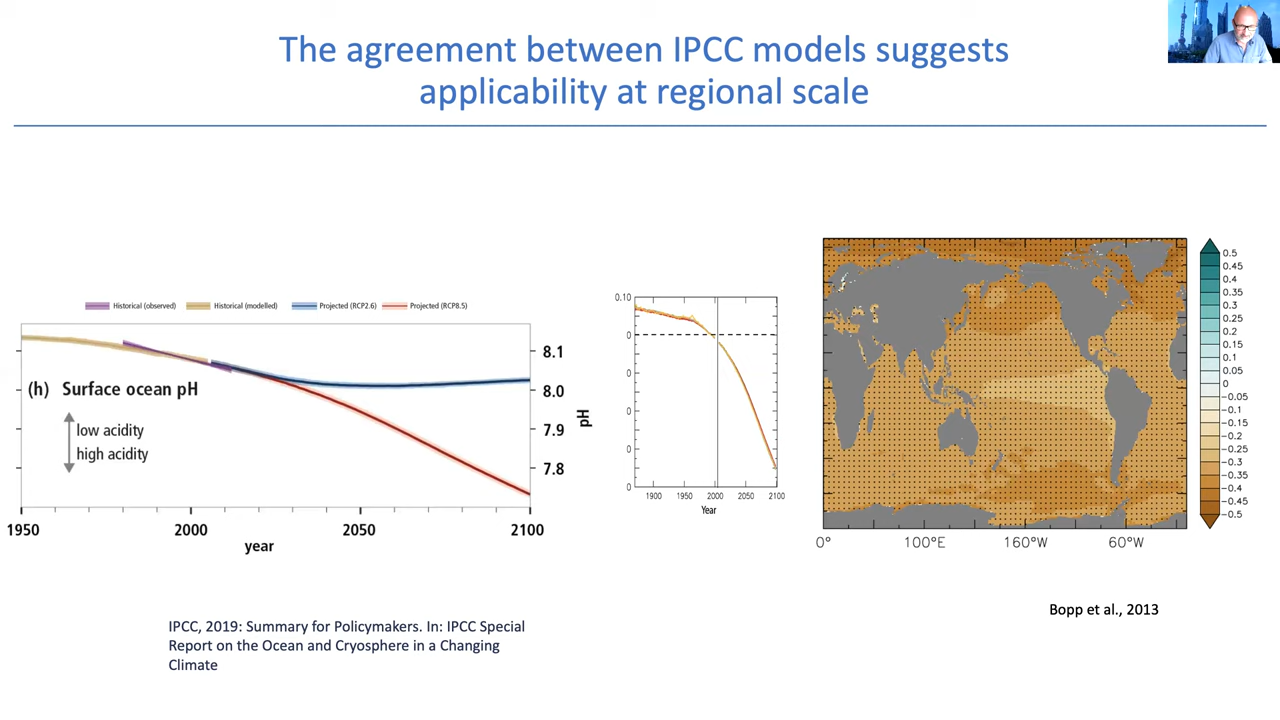 The agreement between IPCC models suggests
applicability at regional scale
Historical (observed) Historical (modelled) Projected (RCP2.6) Projected (RCP8.5)
(h) Surface ocean pH
low acidity
high acidity
8.1
8.0
7.9
7.8
1950 2000 2050 2100
year
pH
0.10
0
0
0
0
0
1900 1950 2000 2050 2100
Year
0.5
0.45
0.4
0.35
0.3
0.25
0.2
0.15
0.1
0.05
0
−0.05
−0.1
−0.15
−0.2
−0.25
−0.3
−0.35
−0.4
−0.45
−0.5
0° 100°E 160°W 60°W
Bopp et al., 2013
IPCC, 2019: Summary for Policymakers. In: IPCC Special
Report on the Ocean and Cryosphere in a Changing
Climate